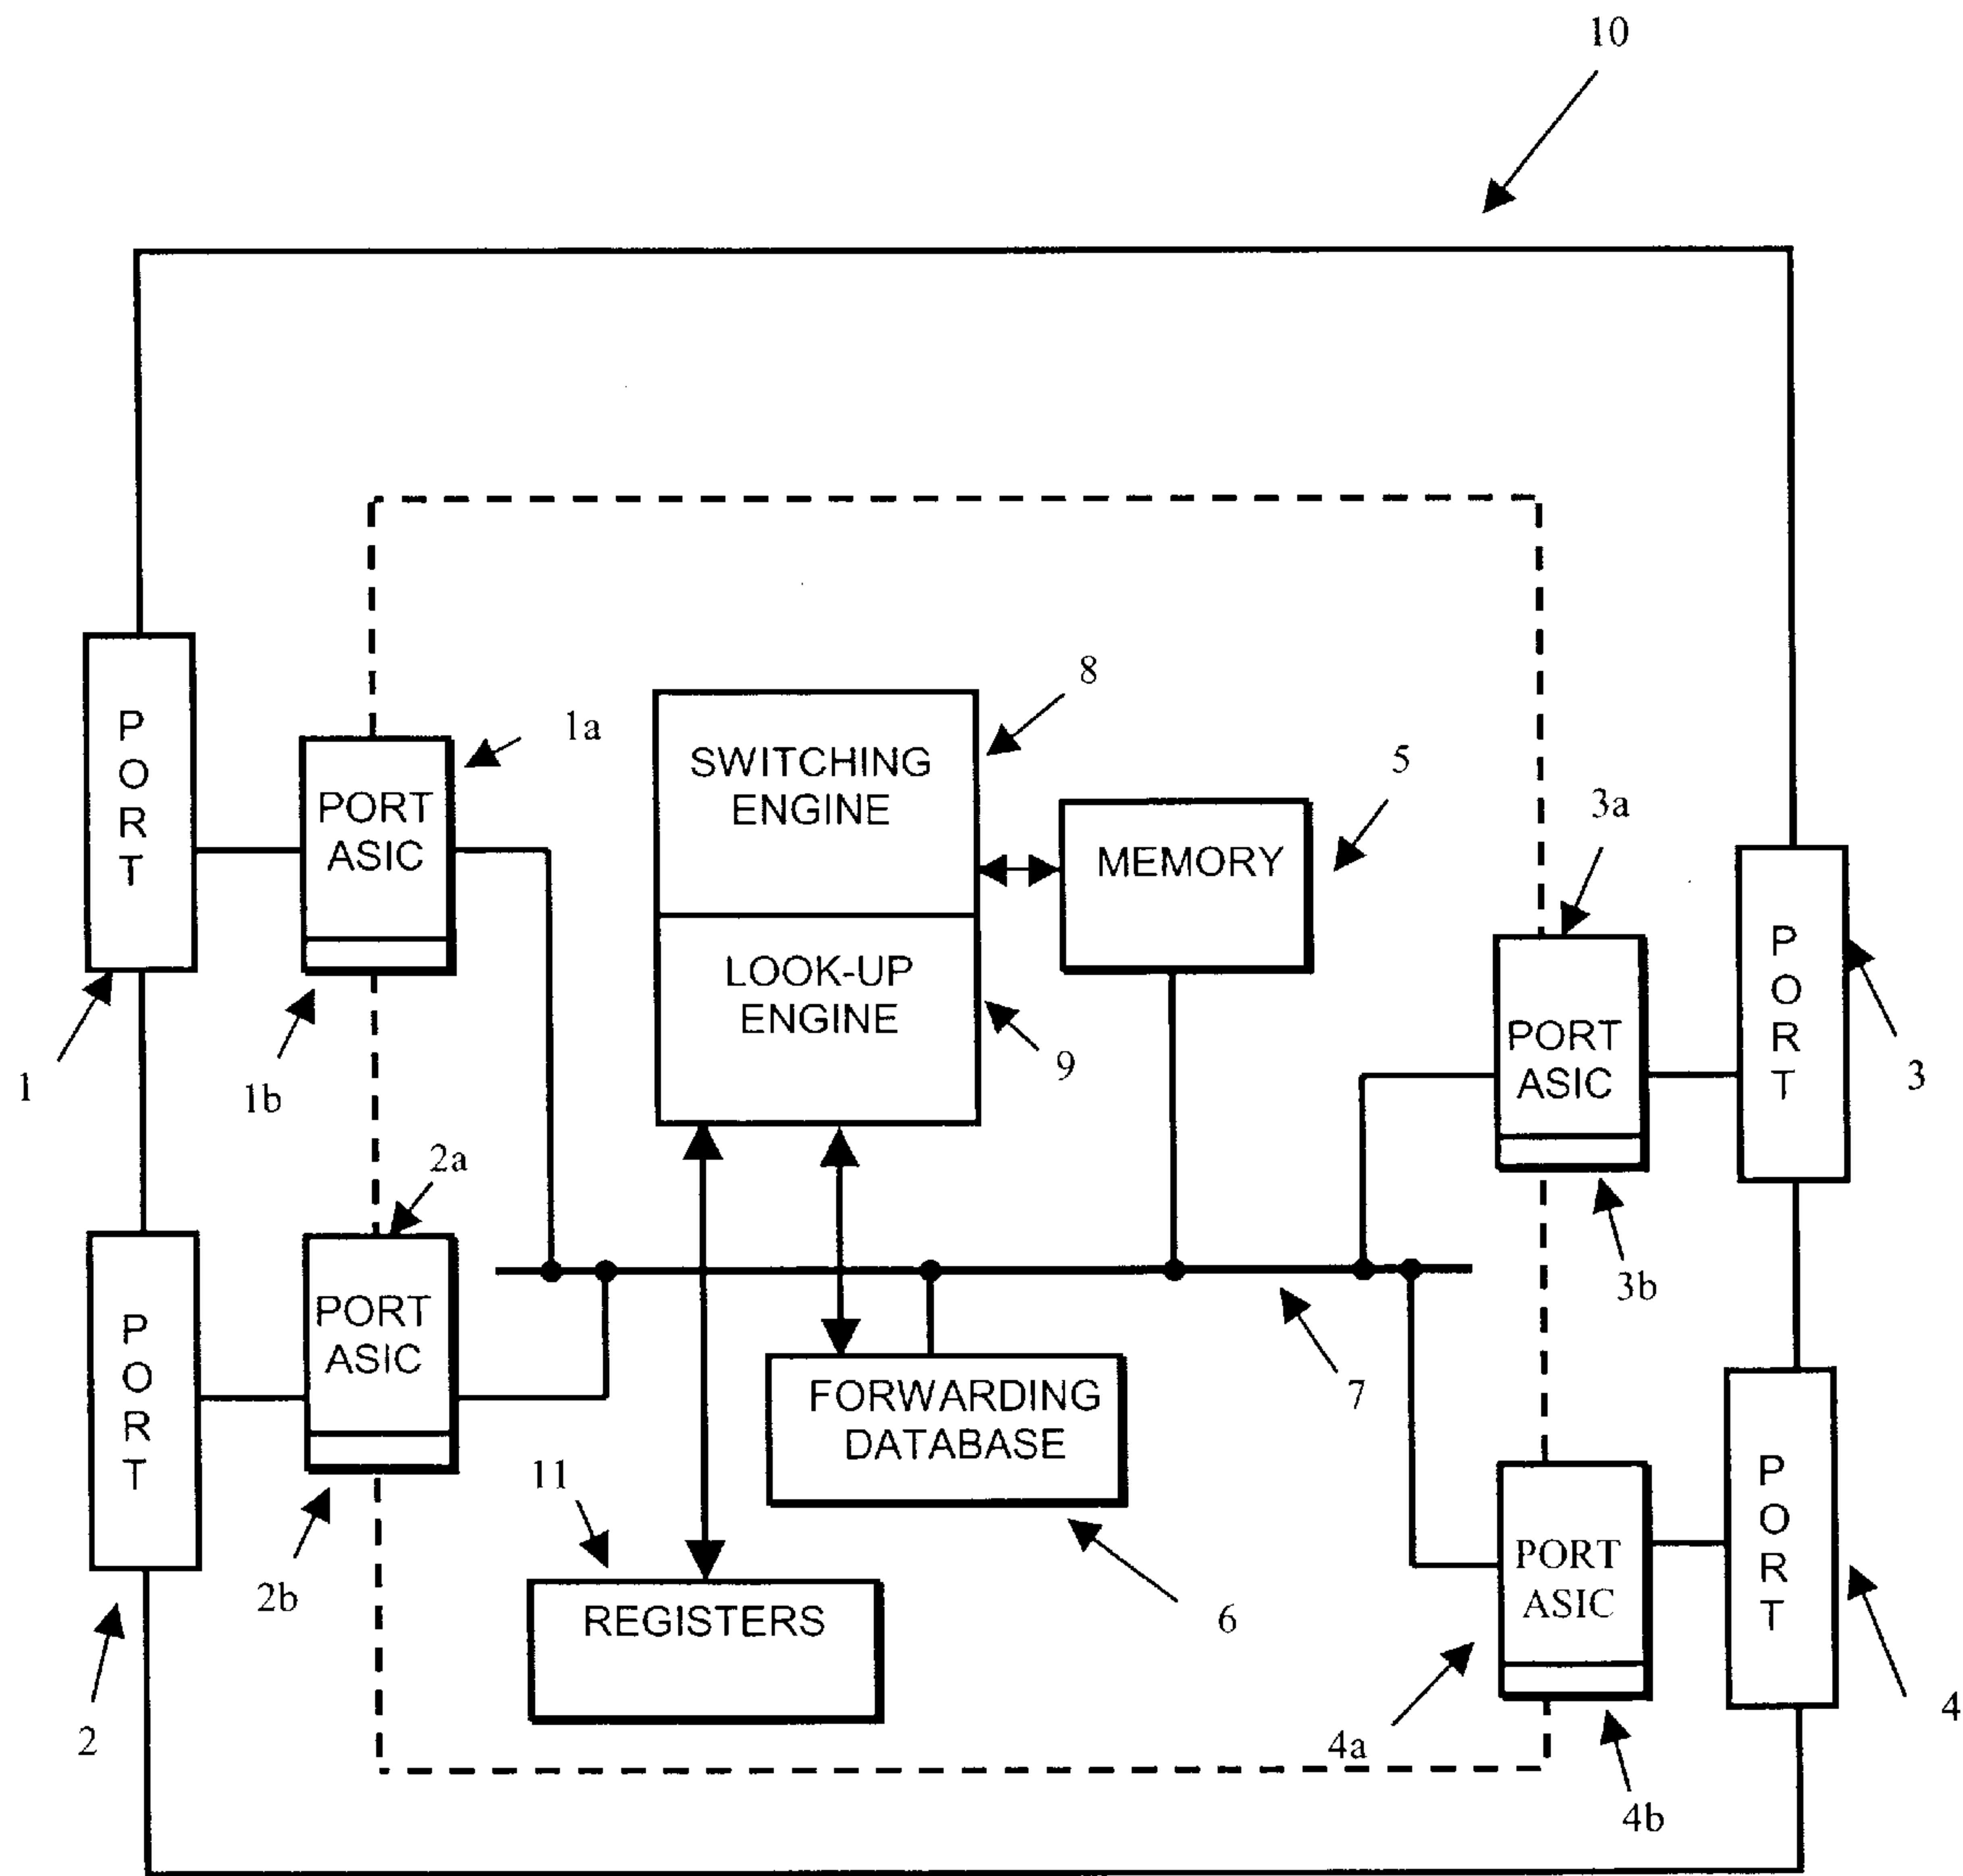 10
PORT
1
PORT
ASIC
1a
1b
SWITCHING
ENGINE
8
LOOK-UP
ENGINE
9
MEMORY
5
3a
PORT
ASIC
3b
PORT
3
PORT
2
2a
PORT
ASIC
2b
7
FORWARDING
DATABASE
6
11
REGISTERS
PORT
ASIC
4a
4b
PORT
4